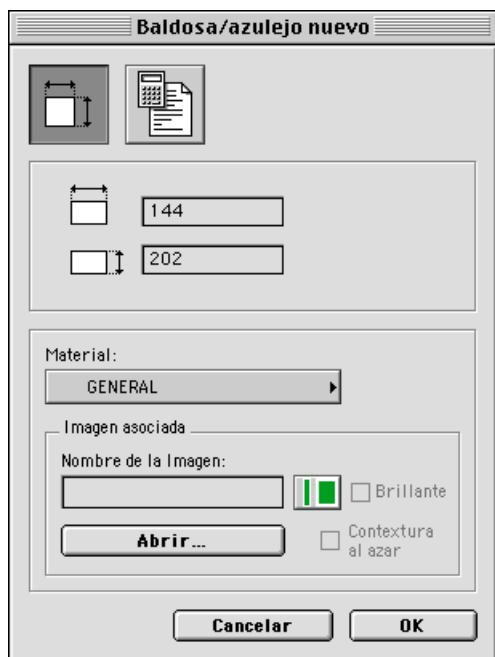 Baldosa/azulejo nuevo
144
202
Material:
GENERAL
Imagen asociada
Nombre de la Imagen:
Brillante
Abrir...
Contextura
al azar
Cancelar
OK